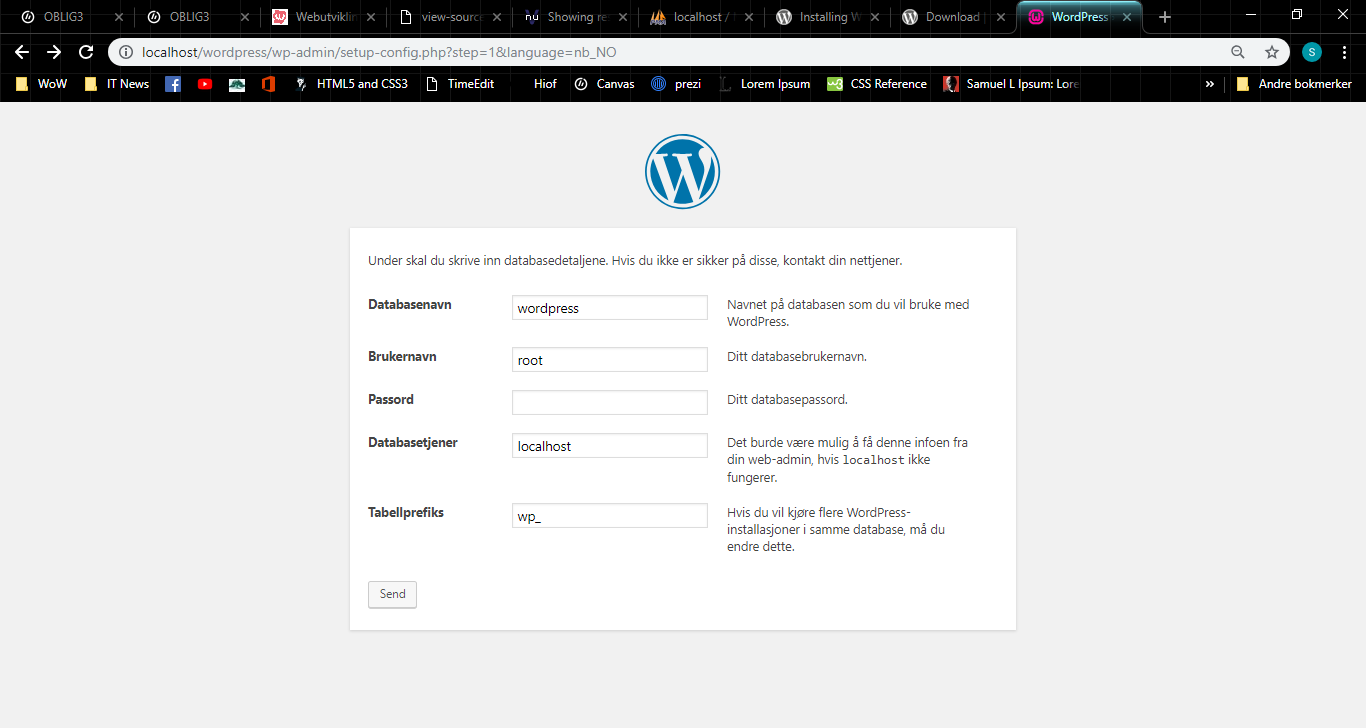 OBLIG3
OBLIG3
Webutviklin
view-source
Showing re
localhost /
Installing W
Download
WordPress
localhost/wordpress/wp-admin/setup-config.php?step=1&language=nb_NO
S
WoW
IT News
HTML5 and CSS3
TimeEdit
Hiof
Canvas
prezi
Lorem Ipsum
CSS Reference
Samuel L Ipsum: Lore
»
Andre bokmerker
Under skal du skrive inn databasedetaljene. Hvis du ikke er sikker på disse, kontakt din nettjener.
Databasenavn
wordpress
Navnet på databasen som du vil bruke med
WordPress.
Brukernavn
root
Ditt databasebrukernavn.
Passord
Ditt databasepassord.
Databasetjener
localhost
Det burde være mulig å få denne infoen fra
din web-admin, hvis localhost ikke
fungerer.
Tabellprefiks
wp_
Hvis du vil kjøre flere WordPress-
installasjoner i samme database, må du
endre dette.
Send